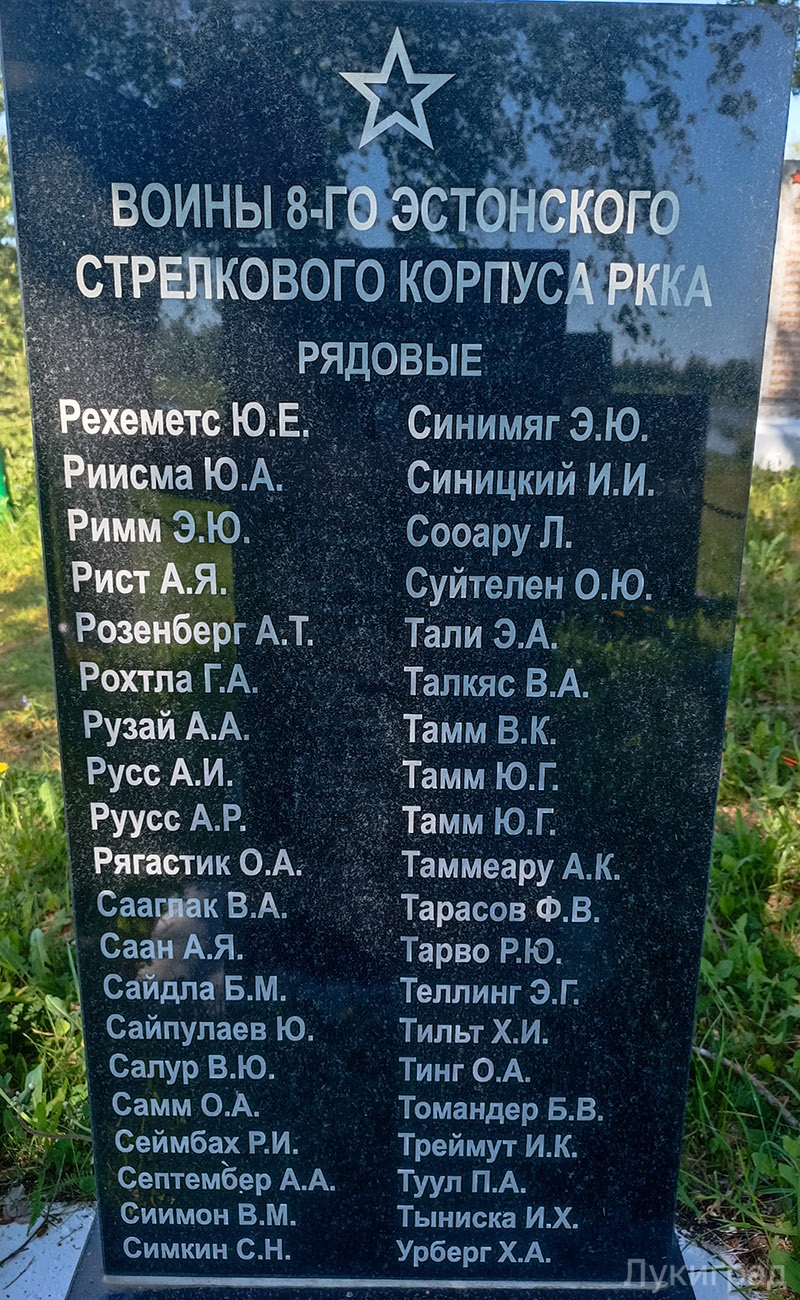 ВОИНЫ 8-ГО ЭСТОНСКОГО
СТРЕЛКОВОГО КОРПУСА РККА
РЯДОВЫЕ
Рехеметс Ю.Е.
Риисма Ю.А.
Римм Э.Ю.
Рист А.Я.
Розенберг А.Т.
Рохтла Г.А.
Рузай А.А.
Русс А.И.
Руусс А.Р.
Рягастик О.А.
Сааглак В.А.
Саан А.Я.
Сайдла Б.М.
Сайпулаев Ю.
Салур В.Ю.
Самм О.А.
Сеймбах Р.И.
Септембер А.А.
Сиимон В.М.
Симкин С.Н.
Синимяг Э.Ю.
Синицкий И.И.
Сооару Л.
Суйтелен О.Ю.
Тали Э.А.
Талкяс В.А.
Тамм В.К.
Тамм Ю.Г.
Тамм Ю.Г.
Таммеару А.К.
Тарасов Ф.В.
Тарво Р.Ю.
Теллинг Э.Г.
Тильт Х.И.
Тинг О.А.
Томандер Б.В.
Треймут И.К.
Туул П.А.
Тыниска И.Х.
Урберг Х.А.
Лукиград